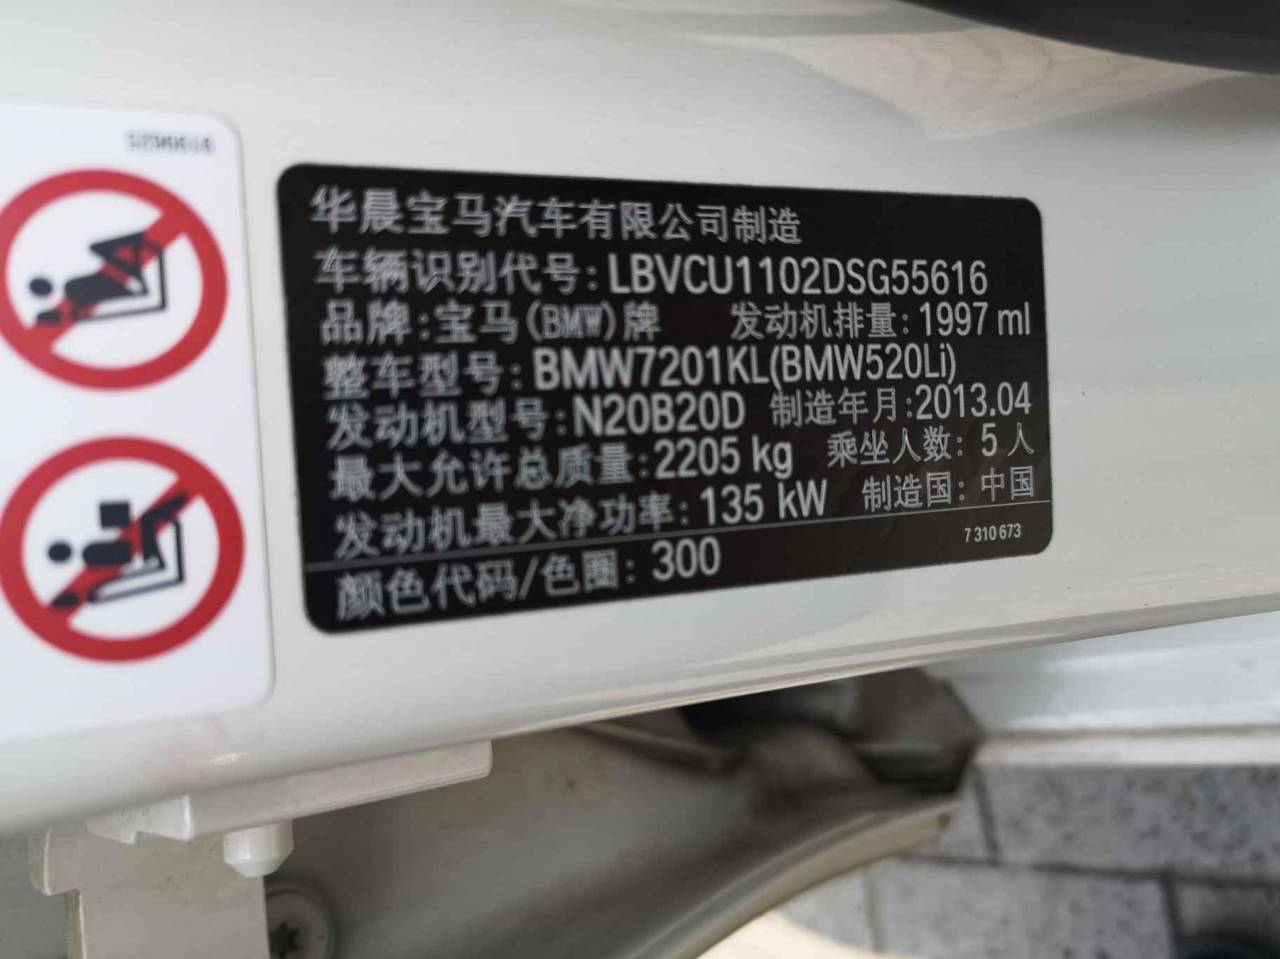 华晨宝马汽车有限公司制造
车辆识别代号:LBVCU1102DSG55616
品牌:宝马(BMW)牌 发动机排量:1997 ml
整车型号:BMW7201KL(BMW520Li)
发动机型号:N20B20D 制造年月:2013.04
最大允许总质量:2205 kg 乘坐人数:5 人
发动机最大净功率:135 kW 制造国:中国
7 310 673
颜色代码/色圈:300